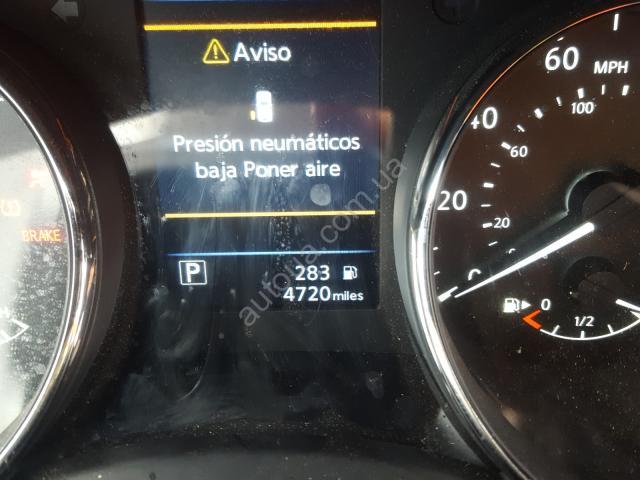 Aviso
Presión neumáticos
baja Poner aire
P
283
4720 miles
BRAKE
60 MPH
100
40
60
20
20
0
0
1/2
autoua.com.ua